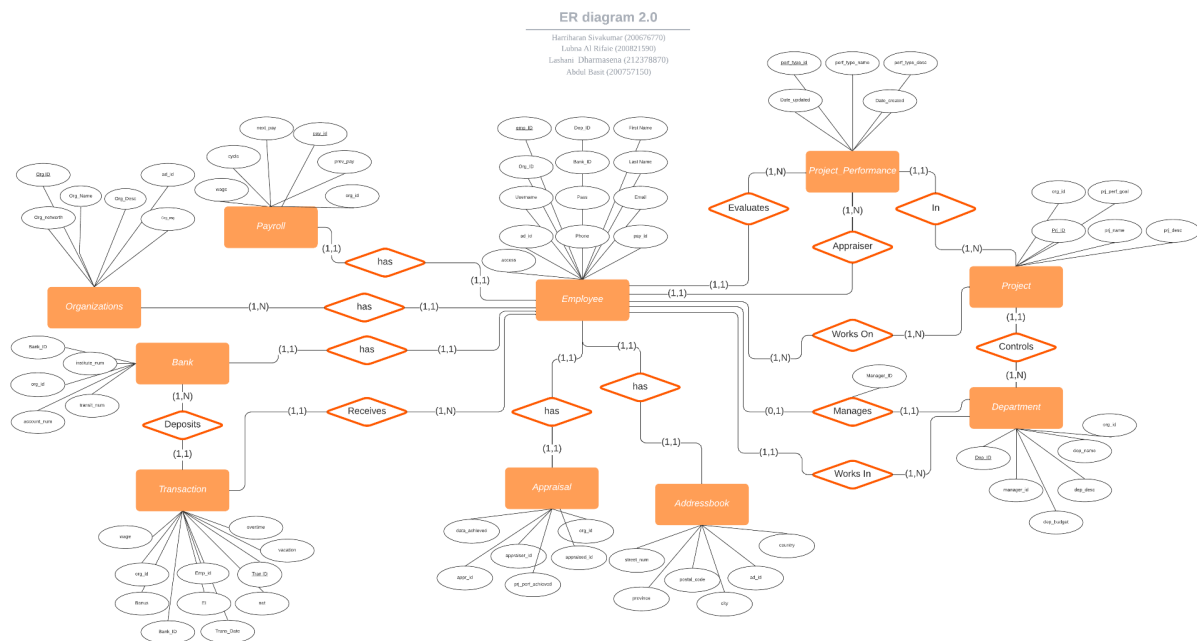 ER diagram 2.0
Hariharan Sivakumar (200676770)
Lubna Al Rifaie (200821590)
Lashani Dharmasena (212378870)
Abdul Basit (200757150)
perf_type_id
perf_type_name
perf_type_desc
Date_updated
Date_created
Project Performance
(1,N)
(1,1)
Evaluates
(1,N)
Appraiser
In
(1,1)
(1,1)
(1,N)
next_pay
pay_id
cycle
prev_pay
wage
org_id
Payroll
(1,1)
has
(1,1)
emp_ID
Dep_ID
First Name
Org_ID
Bank_ID
Last Name
Username
Pass
Email
ad_id
Phone
pay_id
access
Employee
org_id
prj_perf_goal
Prj_ID
prj_name
prj_desc
Project
Org ID
ad_id
Org_Name
Org_Desc
Org_networth
Organizations
(1,N)
has
(1,1)
Bank_ID
institute_num
org_id
transit_num
account_num
Bank
(1,1)
has
(1,1)
(1,N)
Deposits
(1,1)
(1,1)
Receives
(1,N)
(1,N)
Works On
(1,N)
(1,1)
Controls
(1,N)
Manager_ID
(0,1)
Manages
(1,1)
Department
(1,1)
Works In
(1,N)
org_id
dep_name
Dep_ID
manager_id
dep_desc
dep_budget
(1,1)
has
(1,1)
(1,1)
has
(1,1)
Transaction
wage
overtime
vacation
org_id
Emp_id
Tran_ID
Bonus
EI
net
Bank_ID
Trans_Date
Appraisal
data_achieved
org_id
appraiser_id
appraised_id
appr_id
prj_perf_achieved
Addressbook
street_num
country
postal_code
ad_id
province
city